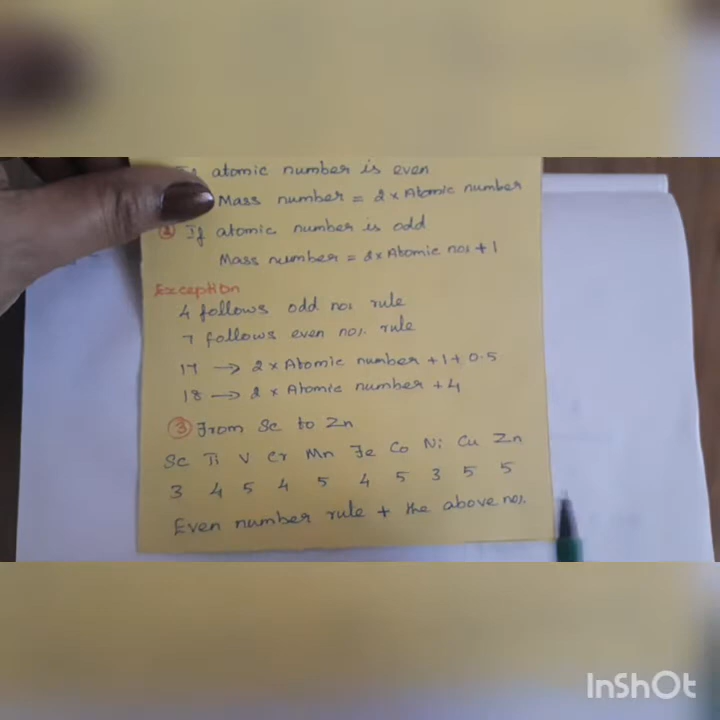 If atomic number is even
Mass number = 2 x Atomic number
② If atomic number is odd
Mass number = 2 x Atomic no. + 1
Exception
4 follows odd no. rule
7 follows even no. rule
17 → 2 x Atomic number + 1 + 0.5
18 → 2 x Atomic number + 4
③ From Sc to Zn
Sc Ti V Cr Mn Fe Co Ni Cu Zn
3 4 5 4 5 4 5 3 5 5
Even number rule + the above no.
InShOt